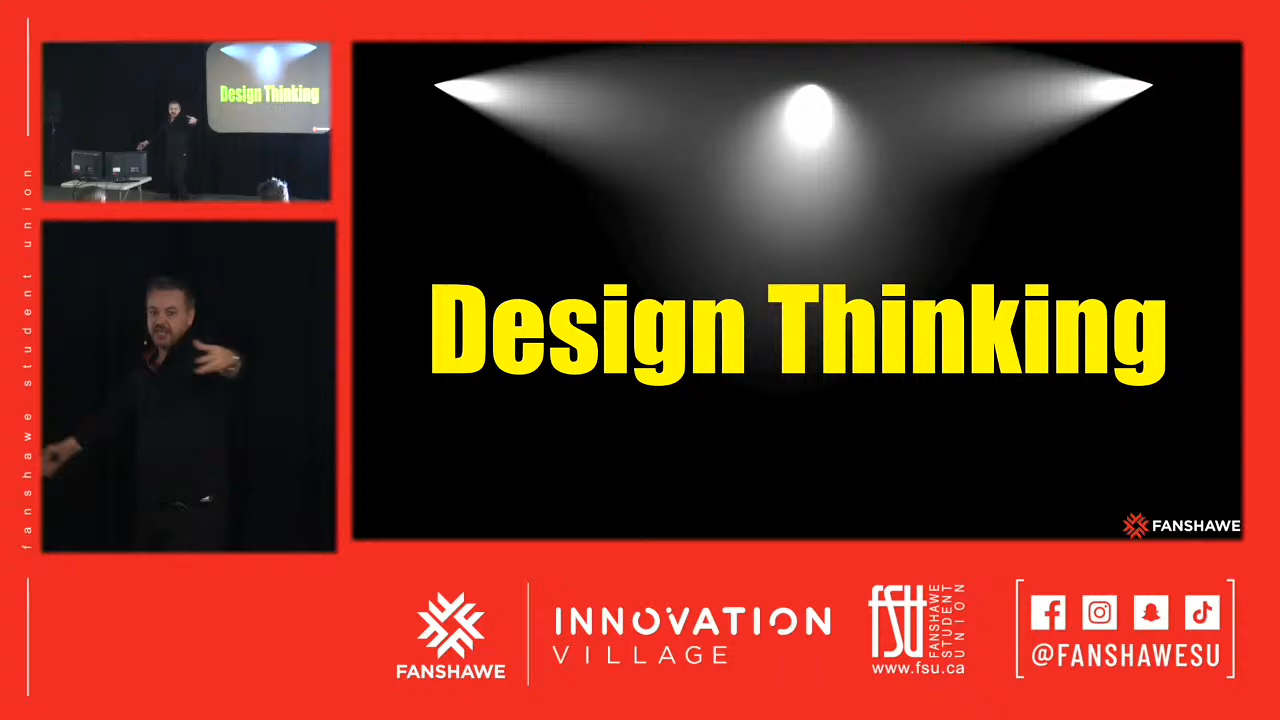 fanshawe student union
Design Thinking
Design Thinking
FANSHAWE
FANSHAWE
INNOVATION
VILLAGE
fsu
FANSHAWE
STUDENT
UNION
www.fsu.ca
@FANSHAWESU